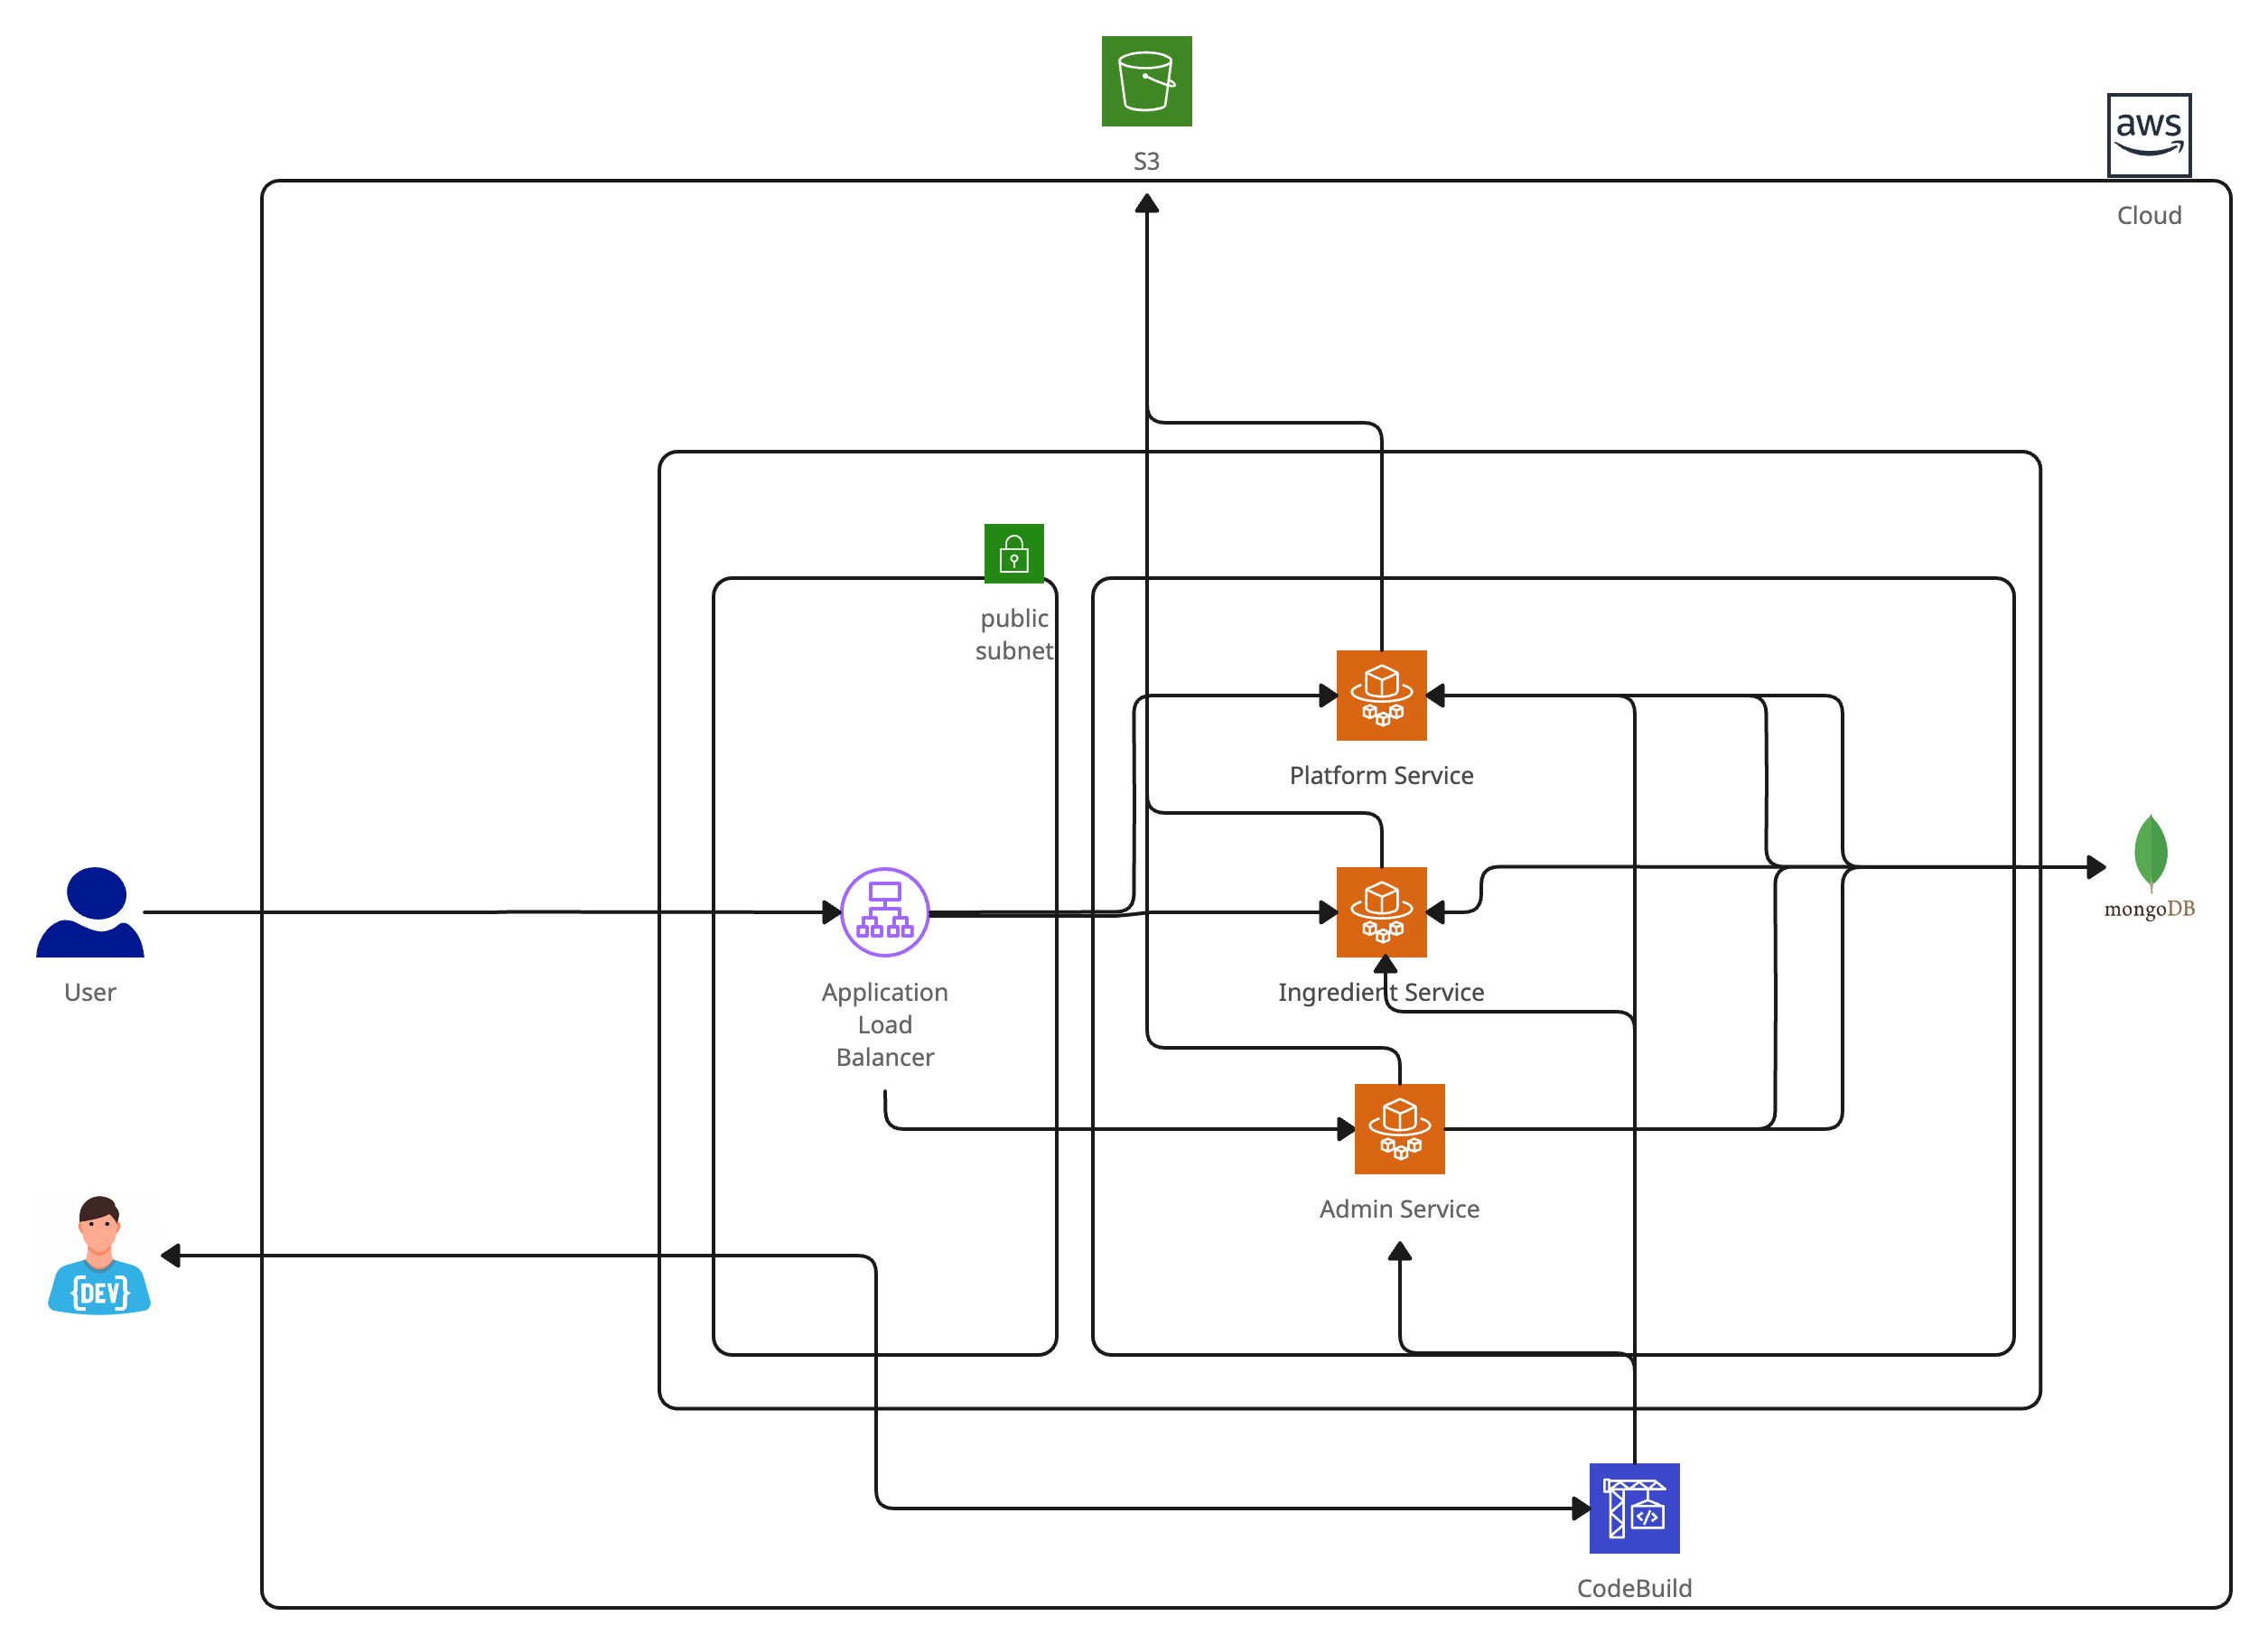 S3
aws
Cloud
public
subnet
Platform Service
mongoDB
User
Application
Load
Balancer
Ingredient Service
Admin Service
{DEV}
</>
CodeBuild